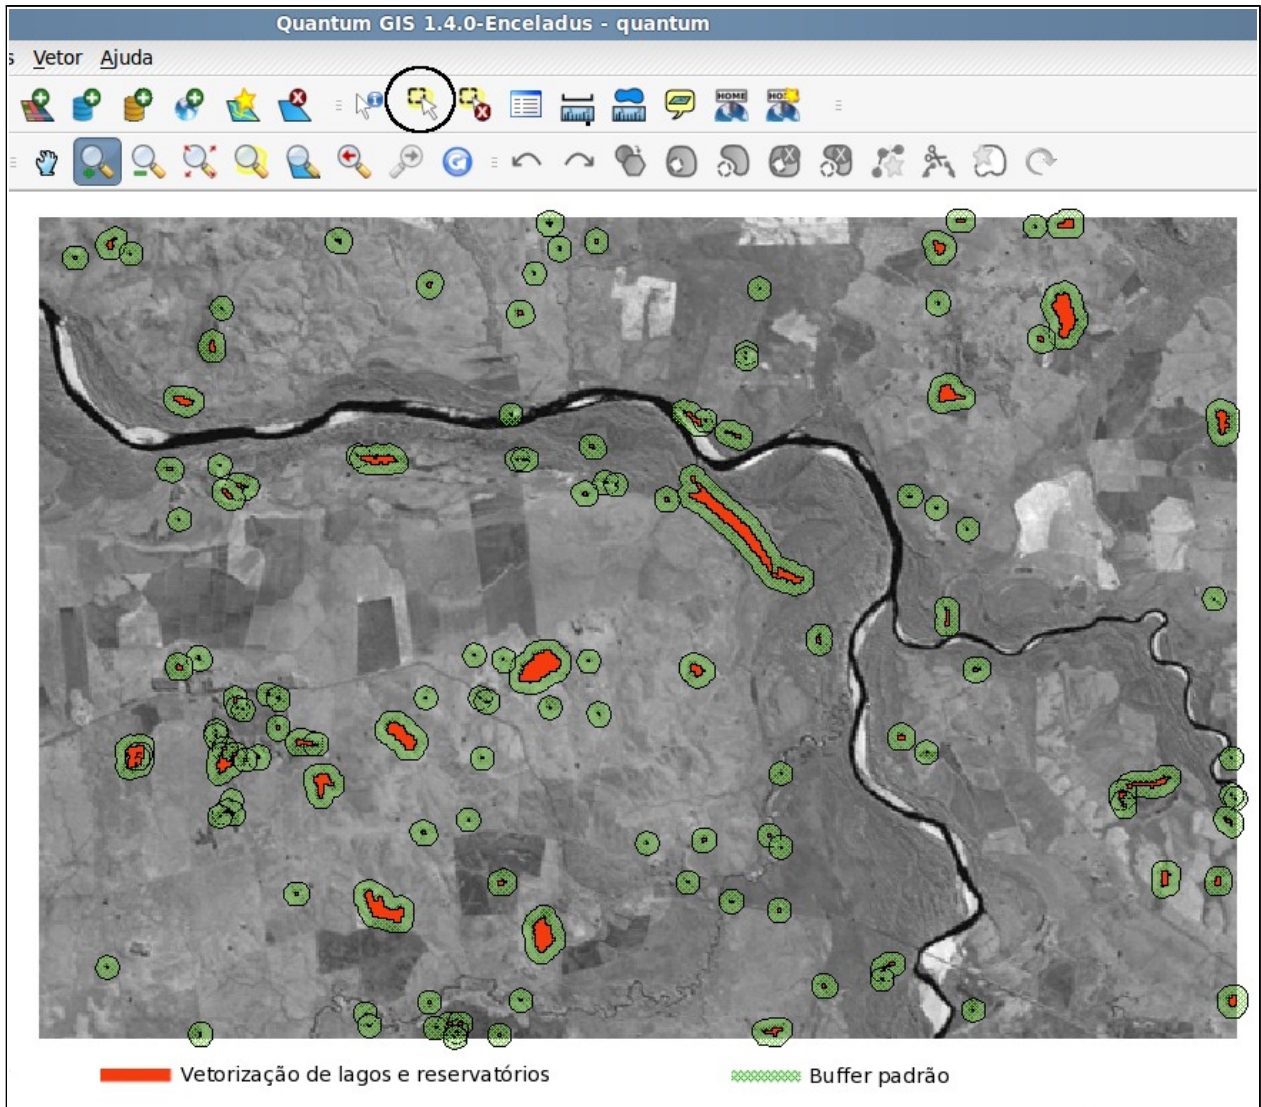 Quantum GIS 1.4.0-Enceladus - quantum
s Vetor Ajuda
HOME
Vetorização de lagos e reservatórios
Buffer padrão